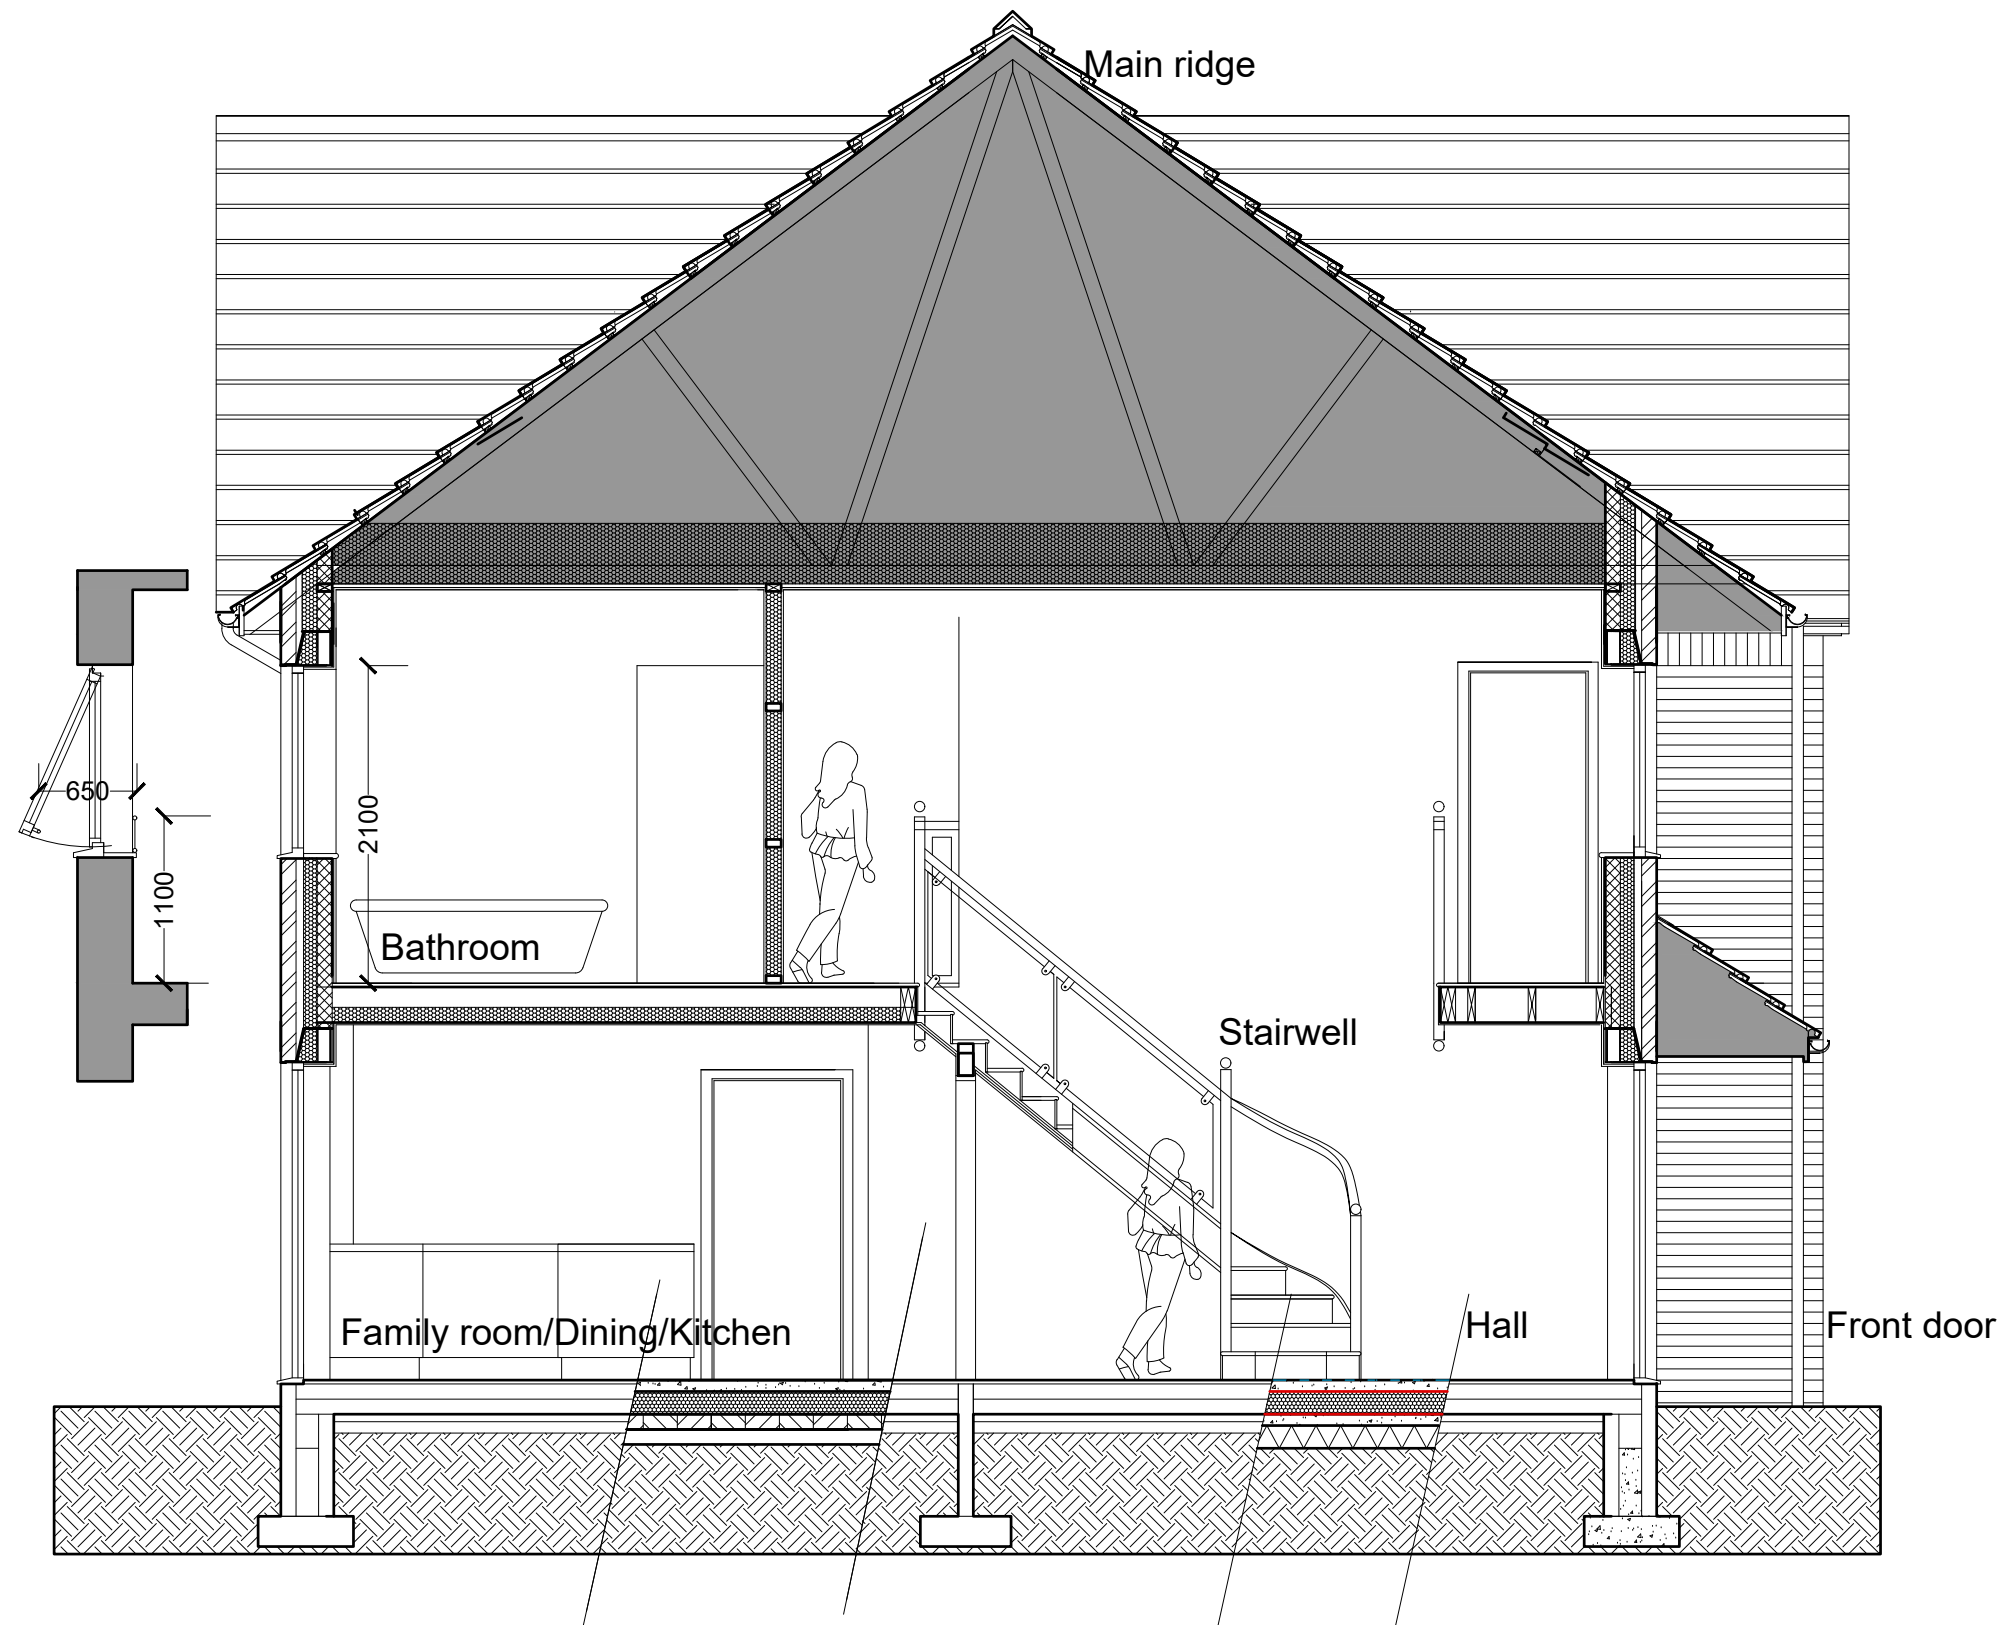 Main ridge
650
2100
1100
Bathroom
Stairwell
Family room/Dining/Kitchen
Hall
Front door